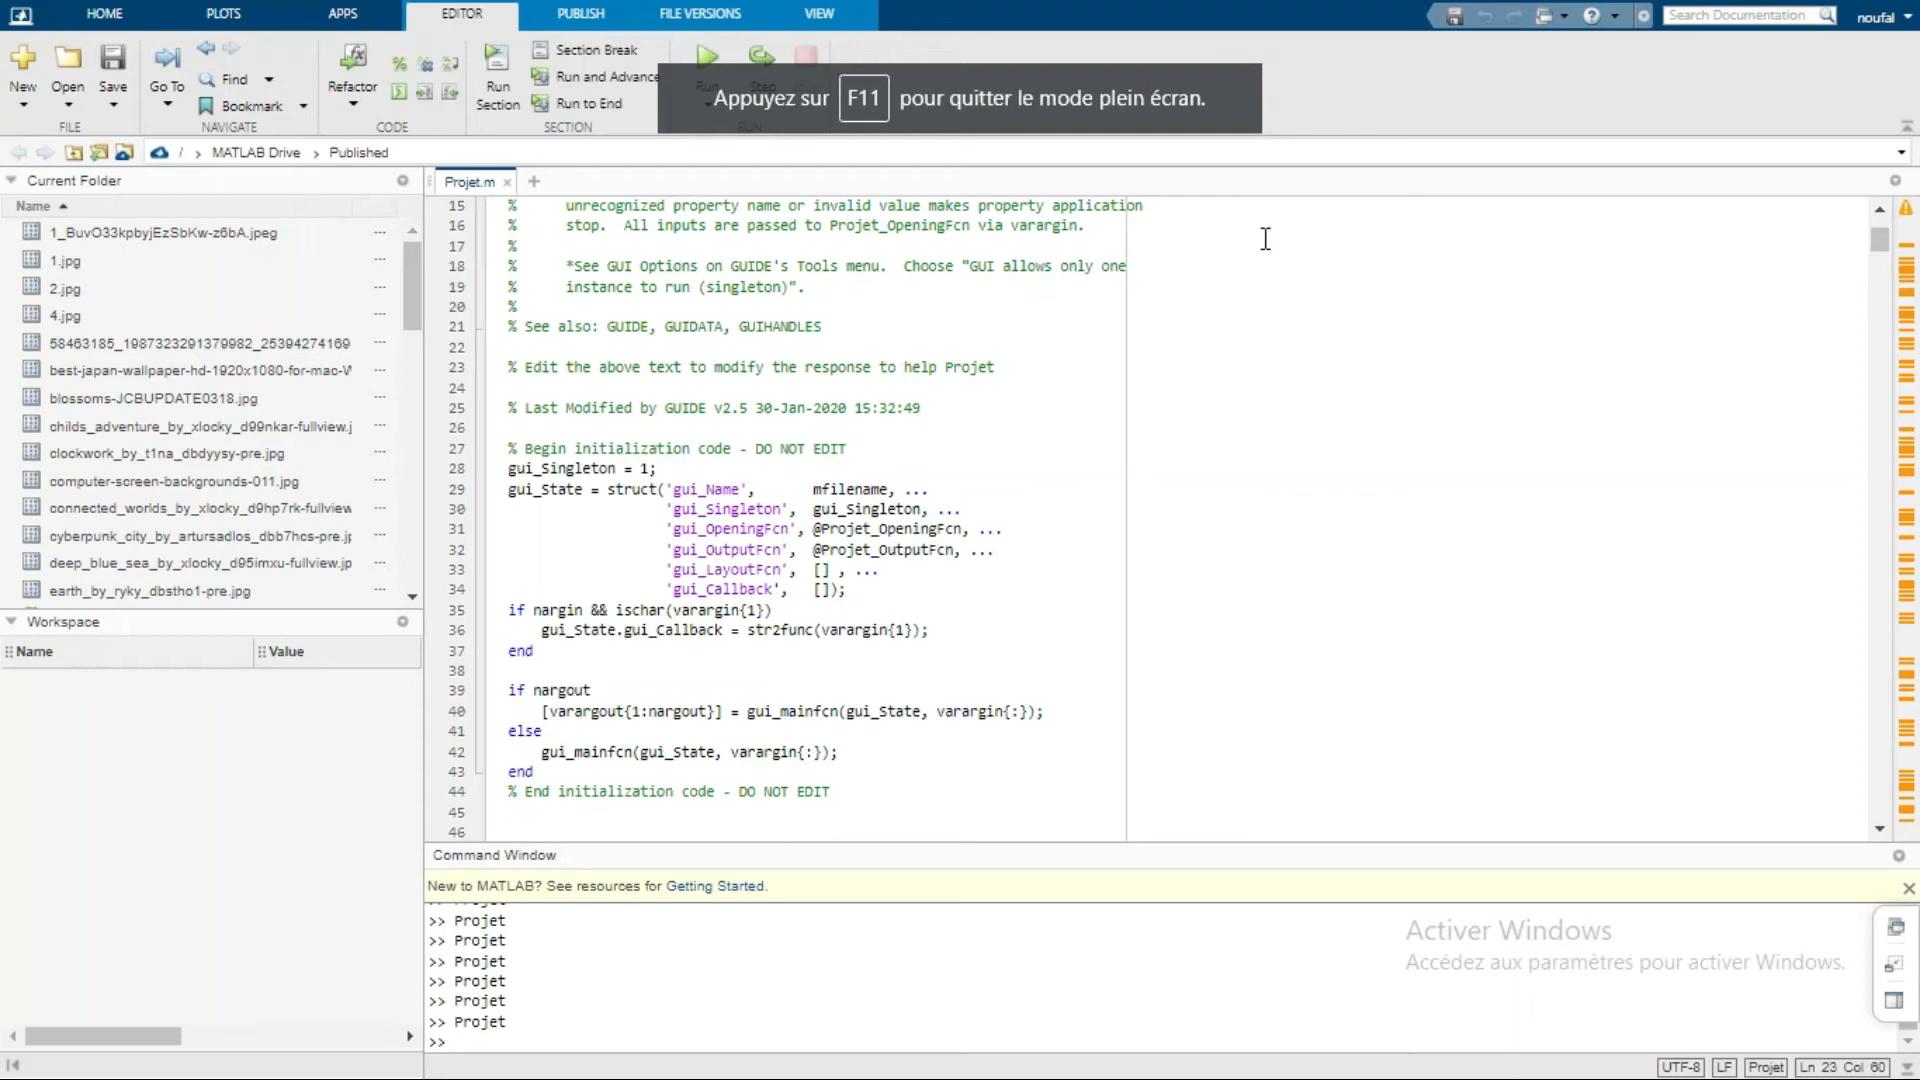 HOME PLOTS APPS EDITOR PUBLISH FILE VERSIONS VIEW
Search Documentation noufal
New Open Save
FILE
Go To Find Bookmark
NAVIGATE
Refactor
CODE
Run Section
Section Break
Run and Advance
Run to End
SECTION
Run Step
RUN
Appuyez sur F11 pour quitter le mode plein écran.
/ > MATLAB Drive > Published
Current Folder
Name
1_BuvO33kpbyjEzSbKw-z6bA.jpeg
1.jpg
2.jpg
4.jpg
58463185_1987323291379982_25394274169
best-japan-wallpaper-hd-1920x1080-for-mac-V
blossoms-JCBUPDATE0318.jpg
childs_adventure_by_xlocky_d99nkar-fullview.j
clockwork_by_t1na_dbdyysy-pre.jpg
computer-screen-backgrounds-011.jpg
connected_worlds_by_xlocky_d9hp7rk-fullview
cyberpunk_city_by_artursadlos_dbb7hcs-pre.jp
deep_blue_sea_by_xlocky_d95imxu-fullview.jp
earth_by_ryky_dbstho1-pre.jpg
Workspace
Name Value
Projet.m
15 % unrecognized property name or invalid value makes property application
16 % stop. All inputs are passed to Projet_OpeningFcn via varargin.
17 %
18 % *See GUI Options on GUIDE's Tools menu. Choose "GUI allows only one
19 % instance to run (singleton)".
20 %
21 % See also: GUIDE, GUIDATA, GUIHANDLES
22
23 % Edit the above text to modify the response to help Projet
24
25 % Last Modified by GUIDE v2.5 30-Jan-2020 15:32:49
26
27 % Begin initialization code - DO NOT EDIT
28 gui_Singleton = 1;
29 gui_State = struct('gui_Name', mfilename, ...
30 'gui_Singleton', gui_Singleton, ...
31 'gui_OpeningFcn', @Projet_OpeningFcn, ...
32 'gui_OutputFcn', @Projet_OutputFcn, ...
33 'gui_LayoutFcn', [] , ...
34 'gui_Callback', []);
35 if nargin && ischar(varargin{1})
36 gui_State.gui_Callback = str2func(varargin{1});
37 end
38
39 if nargout
40 [varargout{1:nargout}] = gui_mainfcn(gui_State, varargin{:});
41 else
42 gui_mainfcn(gui_State, varargin{:});
43 end
44 % End initialization code - DO NOT EDIT
45
46
Command Window
New to MATLAB? See resources for Getting Started.
>> Projet
>> Projet
>> Projet
>> Projet
>> Projet
>> Projet
>>
Activer Windows
Accédez aux paramètres pour activer Windows.
UTF-8 LF Projet Ln 23 Col 60